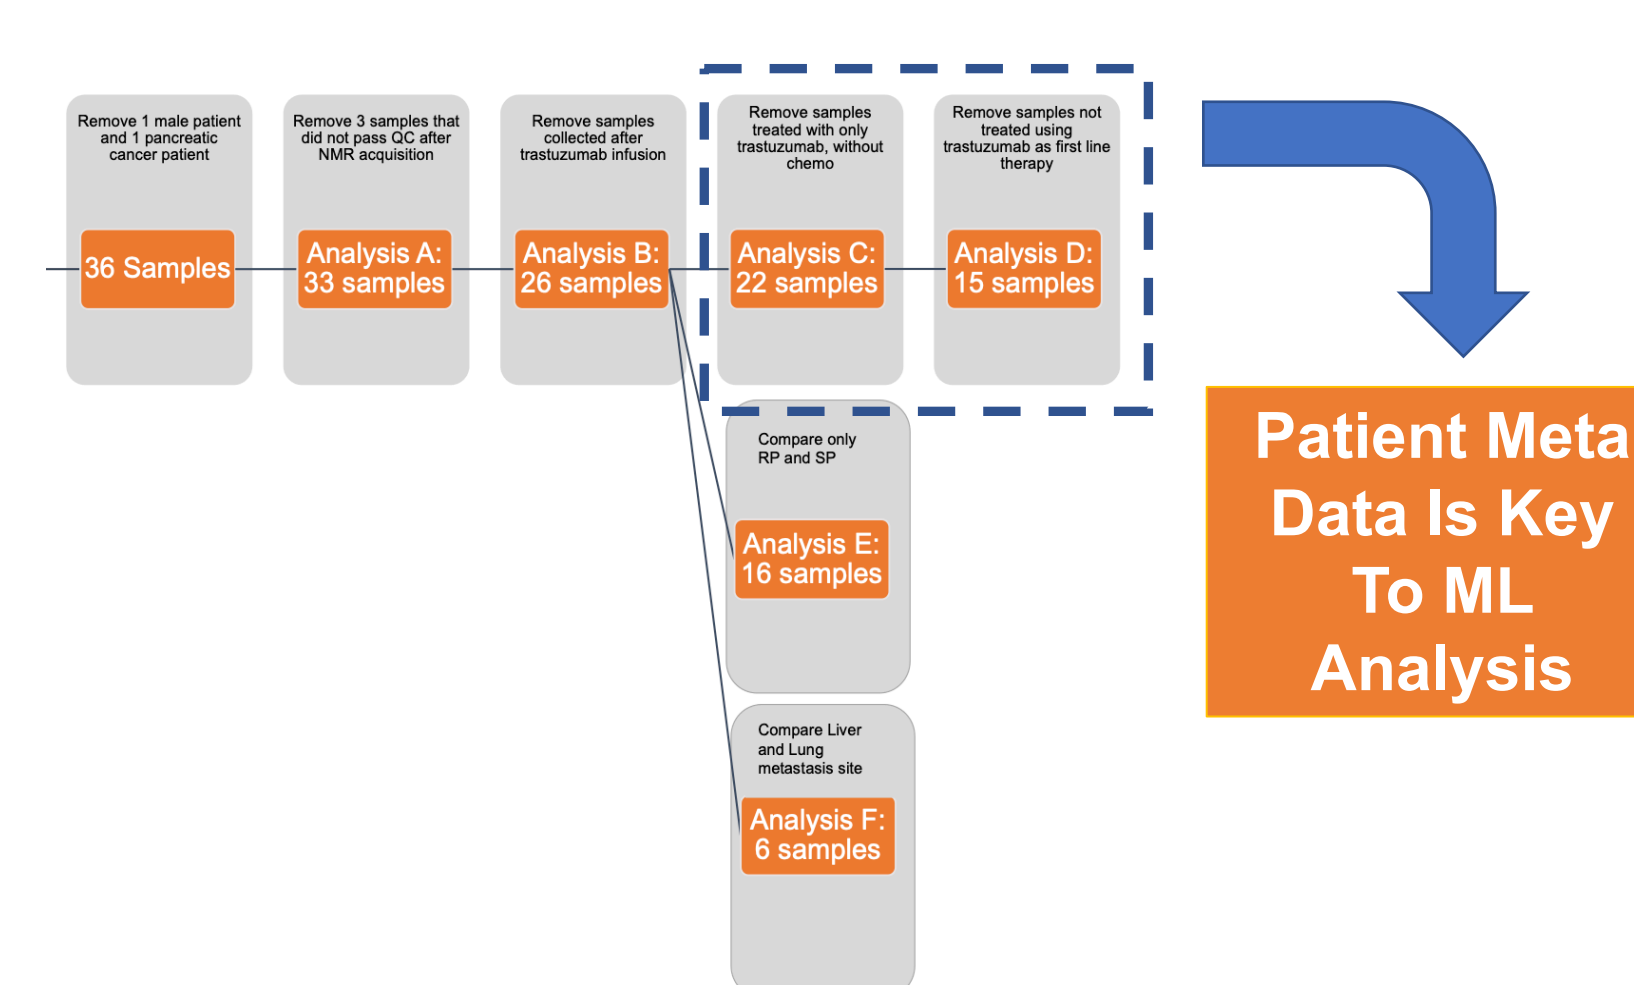 Remove 1 male patient
and 1 pancreatic
cancer patient
36 Samples
Remove 3 samples that
did not pass QC after
NMR acquisition
Analysis A:
33 samples
Remove samples
collected after
trastuzumab infusion
Analysis B:
26 samples
Remove samples
treated with only
trastuzumab, without
chemo
Analysis C:
22 samples
Remove samples not
treated using
trastuzumab as first line
therapy
Analysis D:
15 samples
Compare only
RP and SP
Analysis E:
16 samples
Compare Liver
and Lung
metastasis site
Analysis F:
6 samples
Patient Meta
Data Is Key
To ML
Analysis